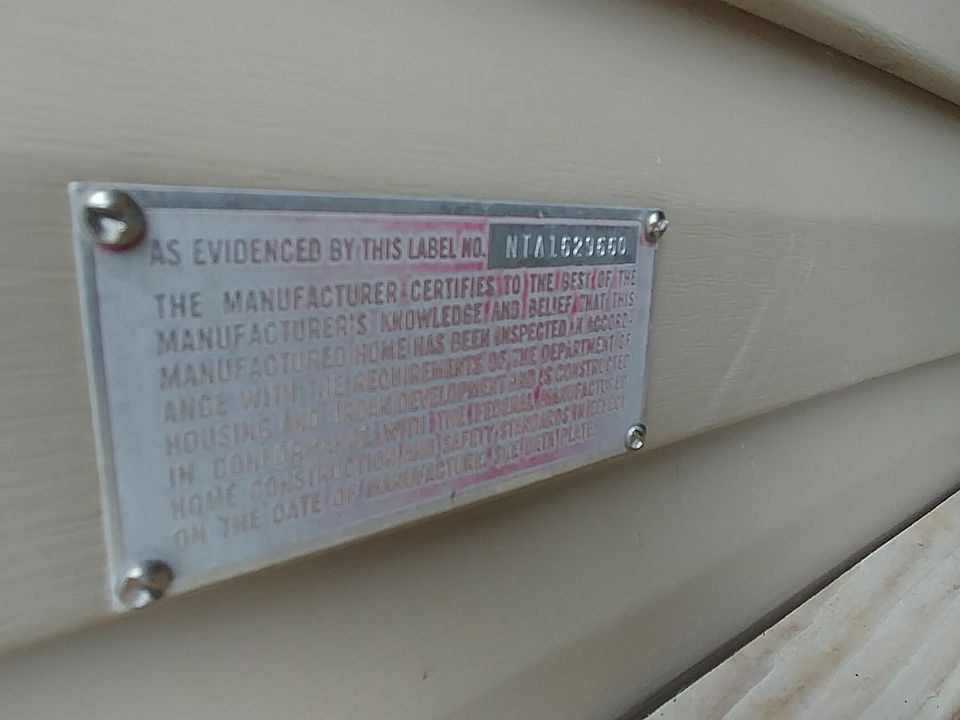 AS EVIDENCED BY THIS LABEL NO. NTA1623660
THE MANUFACTURER CERTIFIES TO THE BEST OF THE
MANUFACTURER'S KNOWLEDGE AND BELIEF THAT THIS
MANUFACTURED HOME HAS BEEN INSPECTED IN ACCORD-
ANCE WITH THE REQUIREMENTS OF THE DEPARTMENT OF
HOUSING AND URBAN DEVELOPMENT AND IS CONSTRUCTED
IN CONFORMANCE WITH THE FEDERAL MANUFACTURED
HOME CONSTRUCTION AND SAFETY STANDARDS IN EFFECT
ON THE DATE OF MANUFACTURE. SEE DATA PLATE.